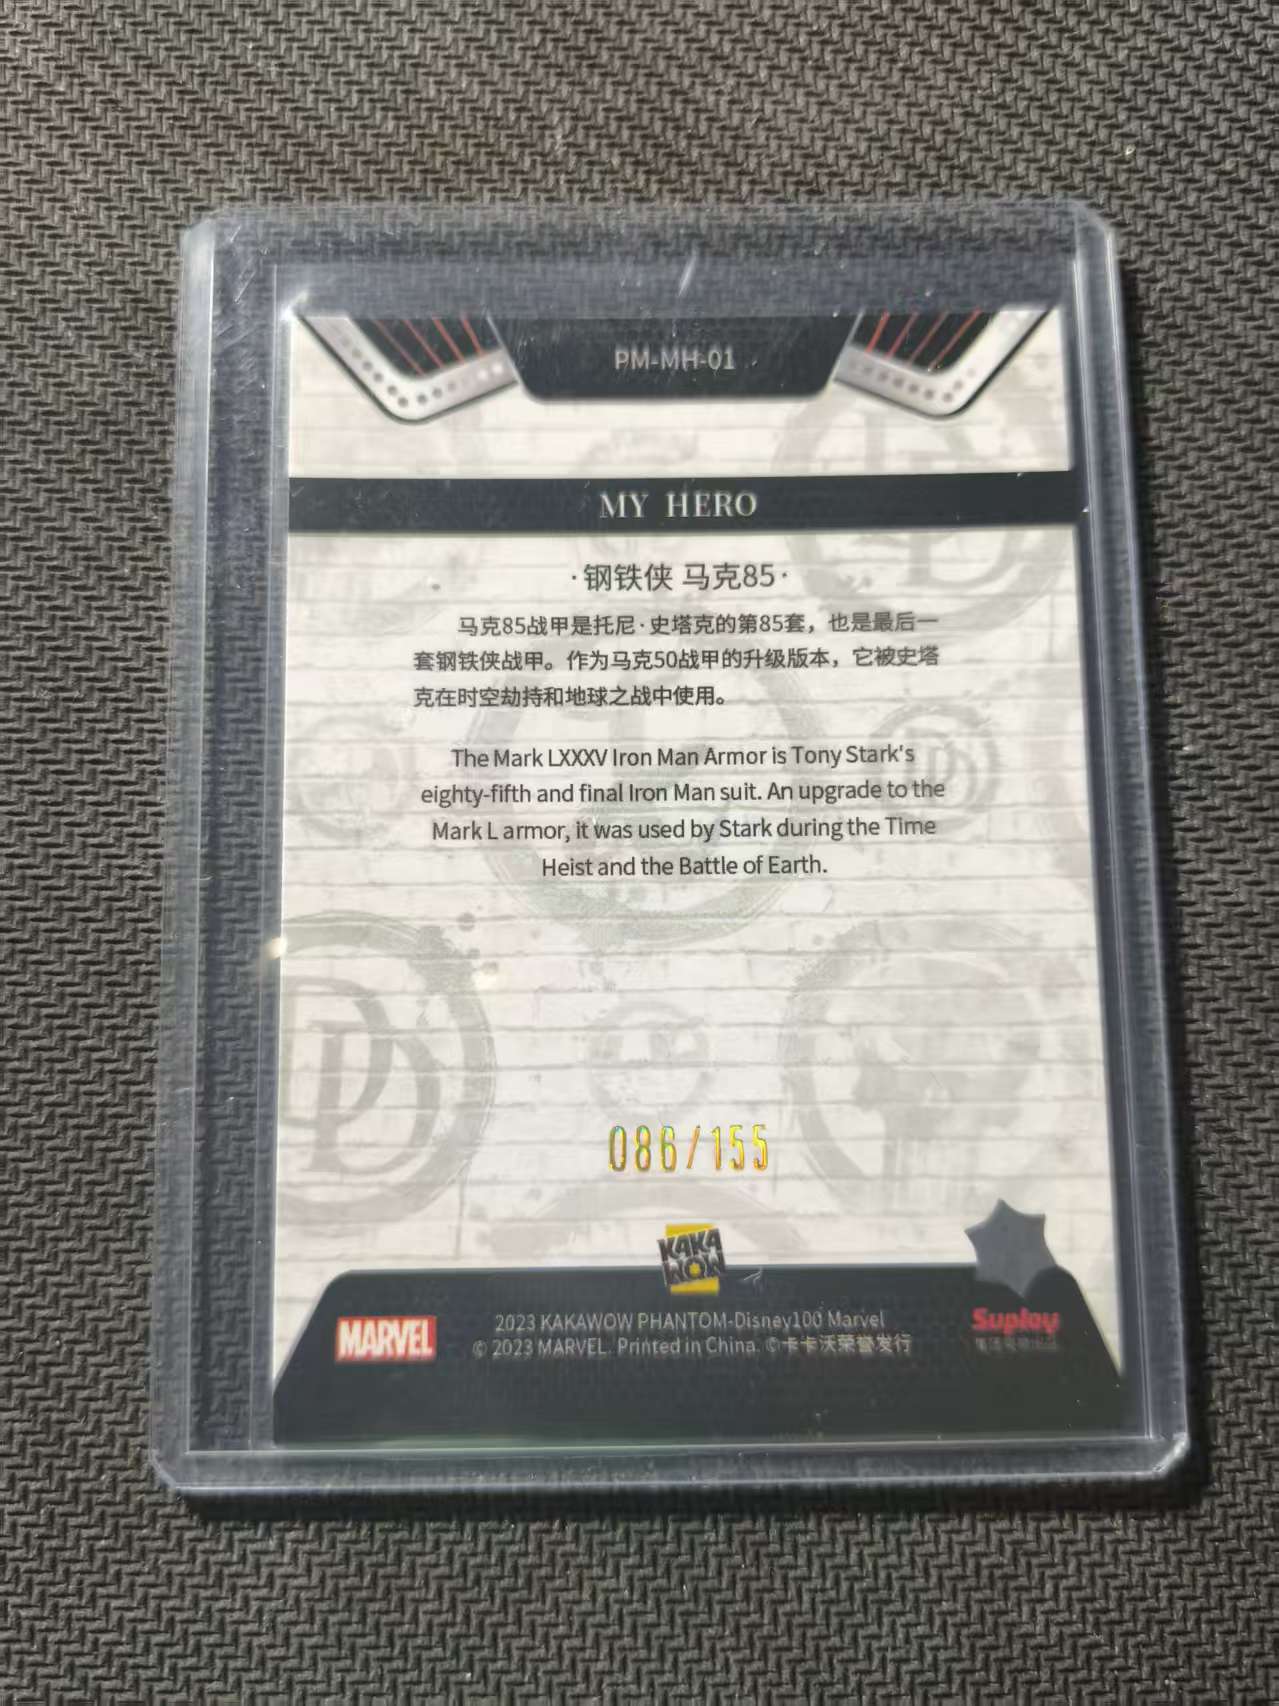 PM-MH-01
MY HERO
·钢铁侠 马克85·
马克85战甲是托尼·史塔克的第85套，也是最后一
套钢铁侠战甲。作为马克50战甲的升级版本，它被史塔
克在时空劫持和地球之战中使用。
The Mark LXXXV Iron Man Armor is Tony Stark's
eighty-fifth and final Iron Man suit. An upgrade to the
Mark L armor, it was used by Stark during the Time
Heist and the Battle of Earth.
086/155
KAKA
WOW
MARVEL
2023 KAKAWOW PHANTOM-Disney100 Marvel
© 2023 MARVEL. Printed in China. ©卡卡沃荣誉发行
Suplay